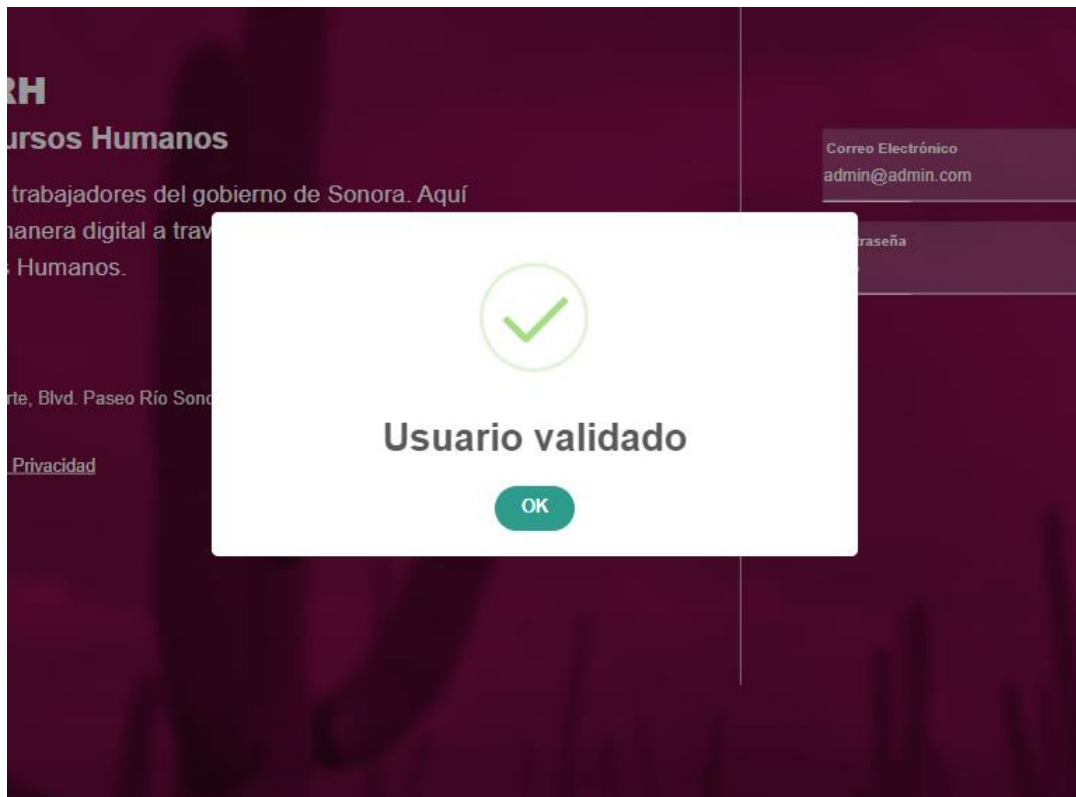 RH
ursos Humanos
trabajadores del gobierno de Sonora. Aquí
manera digital a trav
s Humanos.
rte, Blvd. Paseo Río Sono
Privacidad
Correo Electrónico
admin@admin.com
traseña
Usuario validado
OK